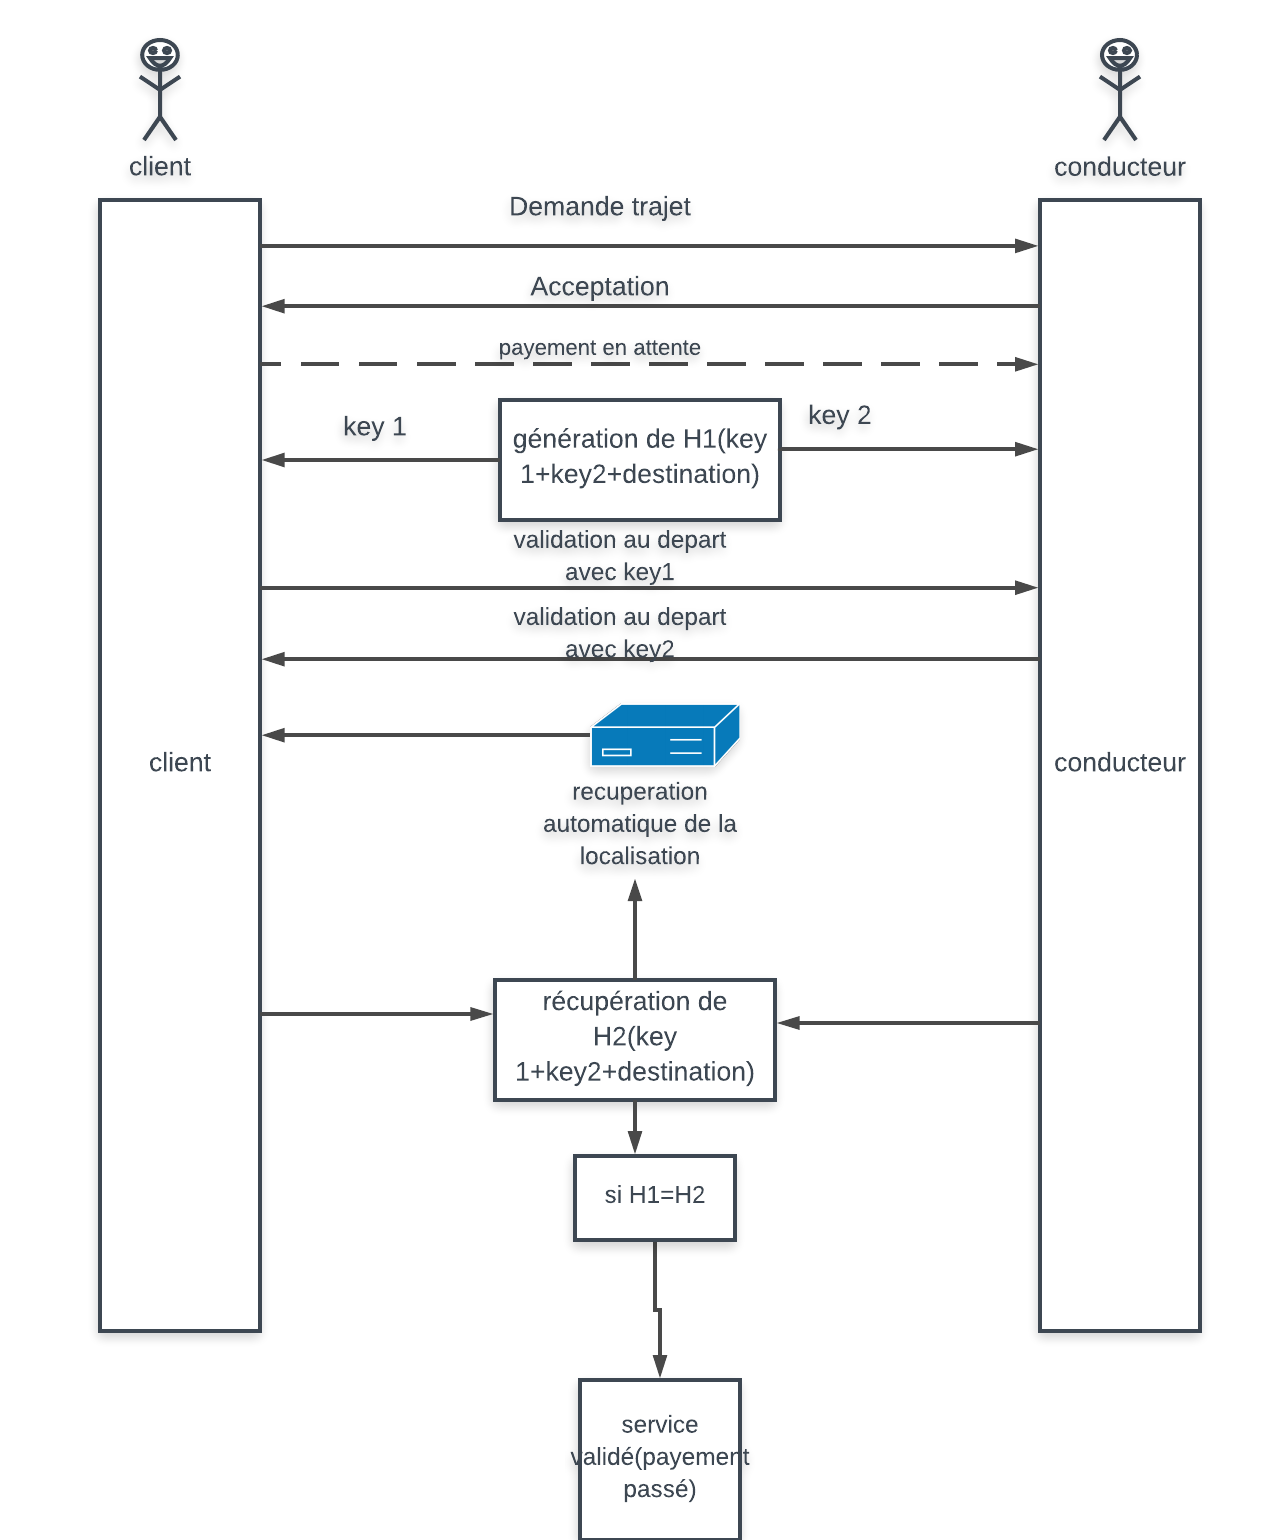 client
conducteur
Demande trajet
Acceptation
payement en attente
key 1
key 2
génération de H1(key
1+key2+destination)
validation au depart
avec key1
validation au depart
avec key2
client
conducteur
recuperation
automatique de la
localisation
récupération de
H2(key
1+key2+destination)
si H1=H2
service
validé(payement
passé)